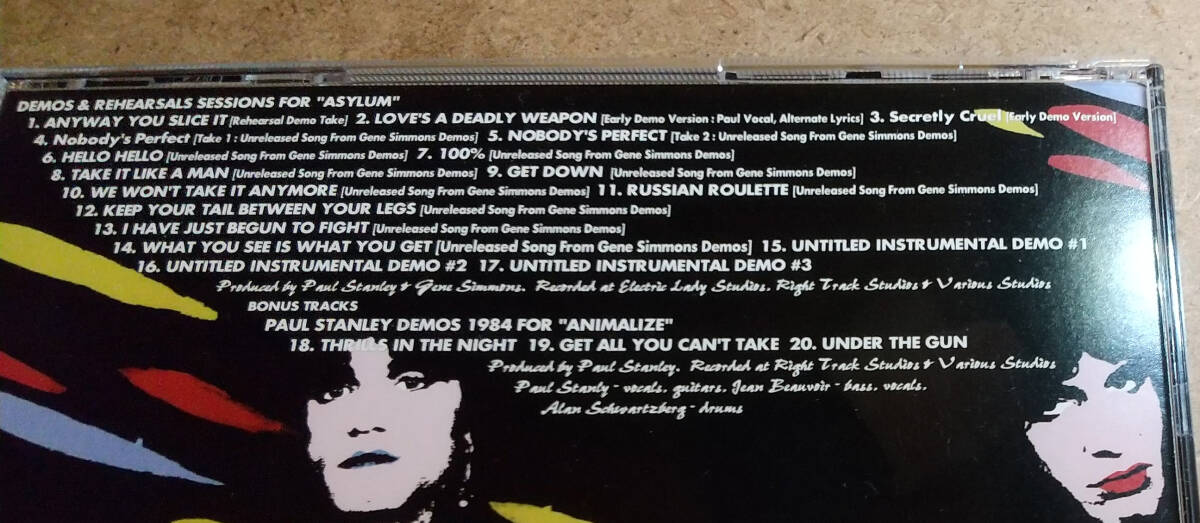 DEMOS & REHEARSALS SESSIONS FOR "ASYLUM"
1. ANYWAY YOU SLICE IT [Rehearsal Demo Take] 2. LOVE'S A DEADLY WEAPON [Early Demo Version : Paul Vocal, Alternate Lyrics] 3. Secretly Cruel [Early Demo Version]
4. Nobody's Perfect [Take 1 : Unreleased Song From Gene Simmons Demos] 5. NOBODY'S PERFECT [Take 2 : Unreleased Song From Gene Simmons Demos]
6. HELLO HELLO [Unreleased Song From Gene Simmons Demos] 7. 100% [Unreleased Song From Gene Simmons Demos]
8. TAKE IT LIKE A MAN [Unreleased Song From Gene Simmons Demos] 9. GET DOWN [Unreleased Song From Gene Simmons Demos]
10. WE WON'T TAKE IT ANYMORE [Unreleased Song From Gene Simmons Demos] 11. RUSSIAN ROULETTE [Unreleased Song From Gene Simmons Demos]
12. KEEP YOUR TAIL BETWEEN YOUR LEGS [Unreleased Song From Gene Simmons Demos]
13. I HAVE JUST BEGUN TO FIGHT [Unreleased Song From Gene Simmons Demos]
14. WHAT YOU SEE IS WHAT YOU GET [Unreleased Song From Gene Simmons Demos] 15. UNTITLED INSTRUMENTAL DEMO #1
16. UNTITLED INSTRUMENTAL DEMO #2 17. UNTITLED INSTRUMENTAL DEMO #3
Produced by Paul Stanley & Gene Simmons. Recorded at Electric Lady Studios, Right Track Studios & Various Studios
BONUS TRACKS
PAUL STANLEY DEMOS 1984 FOR "ANIMALIZE"
18. THRILLS IN THE NIGHT 19. GET ALL YOU CAN'T TAKE 20. UNDER THE GUN
Produced by Paul Stanley. Recorded at Right Track Studios & Various Studios
Paul Stanly - vocals, guitars, Jean Beauvoir - bass, vocals,
Alan Schwartzberg - drums